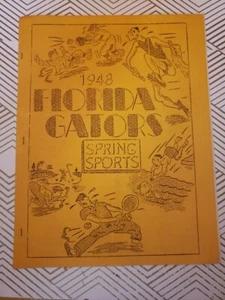 1948
FLORIDA
GATORS
SPRING
SPORTS